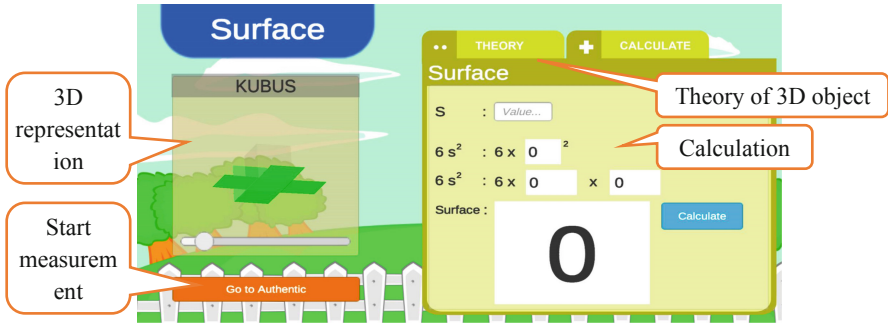 Surface
THEORY
CALCULATE
Surface
KUBUS
S : Value...
6 s² : 6 x 0 ²
6 s² : 6 x 0 x 0
Surface :
0
Calculate
Go to Authentic
3D
representat
ion
Start
measurem
ent
Theory of 3D object
Calculation